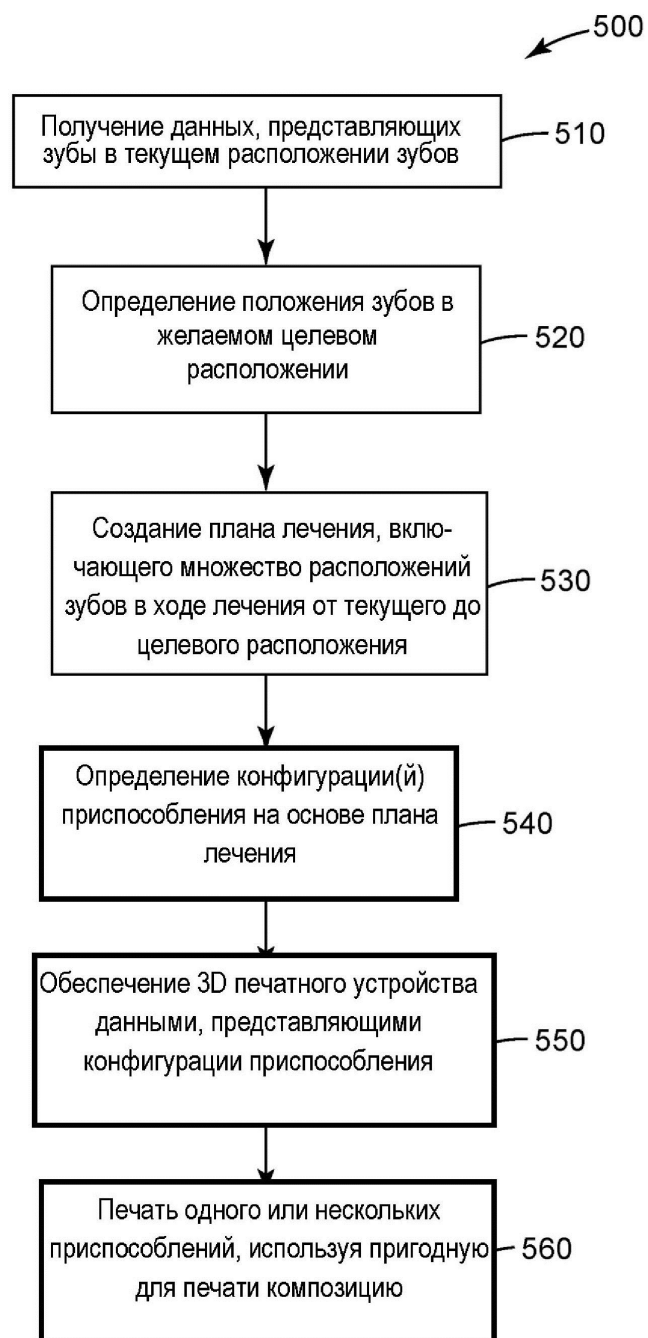 500
Получение данных, представляющих
зубы в текущем расположении зубов
510
Определение положения зубов в
желаемом целевом
расположении
520
Создание плана лечения, вклю-
чающего множество расположений
зубов в ходе лечения от текущего до
целевого расположения
530
Определение конфигурации(й)
приспособления на основе плана
лечения
540
Обеспечение 3D печатного устройства
данными, представляющими
конфигурации приспособления
550
Печать одного или нескольких
приспособлений, используя пригодную
для печати композицию
560